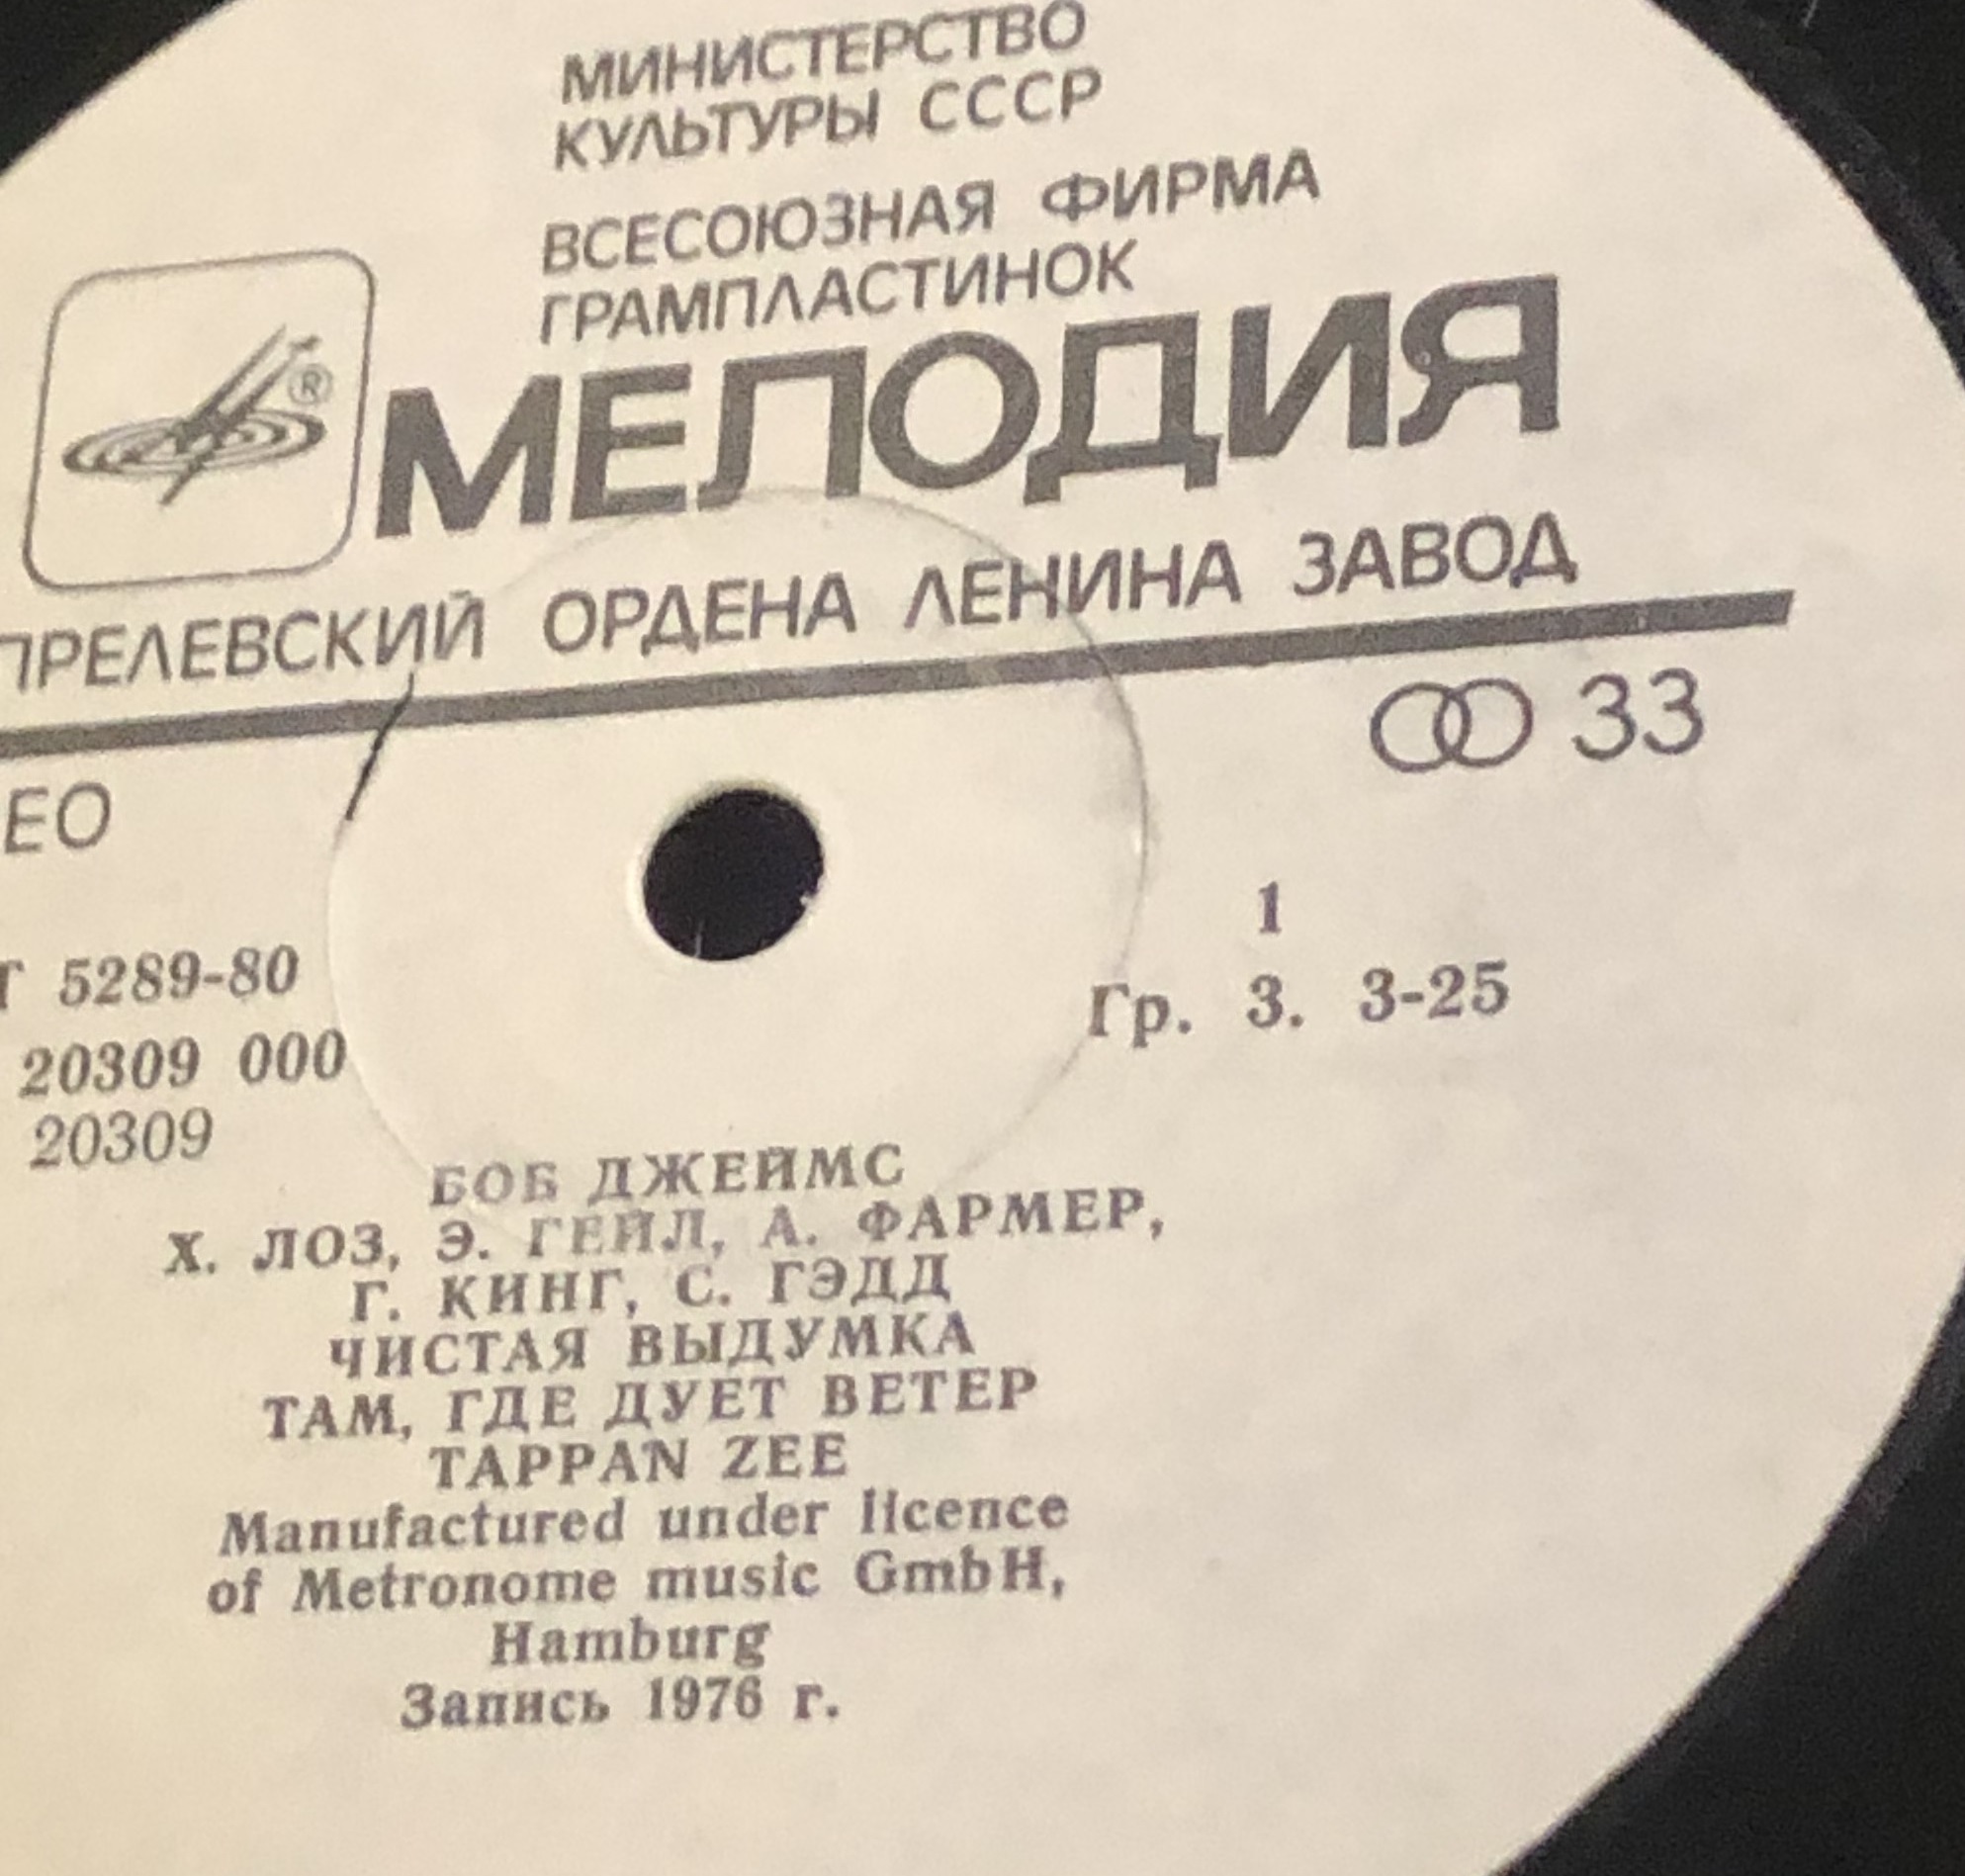 МИНИСТЕРСТВО
КУЛЬТУРЫ СССР
ВСЕСОЮЗНАЯ ФИРМА
ГРАМПЛАСТИНОК
®
МЕЛОДИЯ
ПРЕЛЕВСКИЙ ОРДЕНА ЛЕНИНА ЗАВОД
33
ЕО
1
Т 5289-80
Гр. 3. 3-25
20309 000
20309
БОБ ДЖЕЙМС
Х. ЛОЗ, Э. ГЕЙЛ, А. ФАРМЕР,
Г. КИНГ, С. ГЭДД
ЧИСТАЯ ВЫДУМКА
ТАМ, ГДЕ ДУЕТ ВЕТЕР
TAPPAN ZEE
Manufactured under licence
of Metronome music GmbH,
Hamburg
Запись 1976 г.